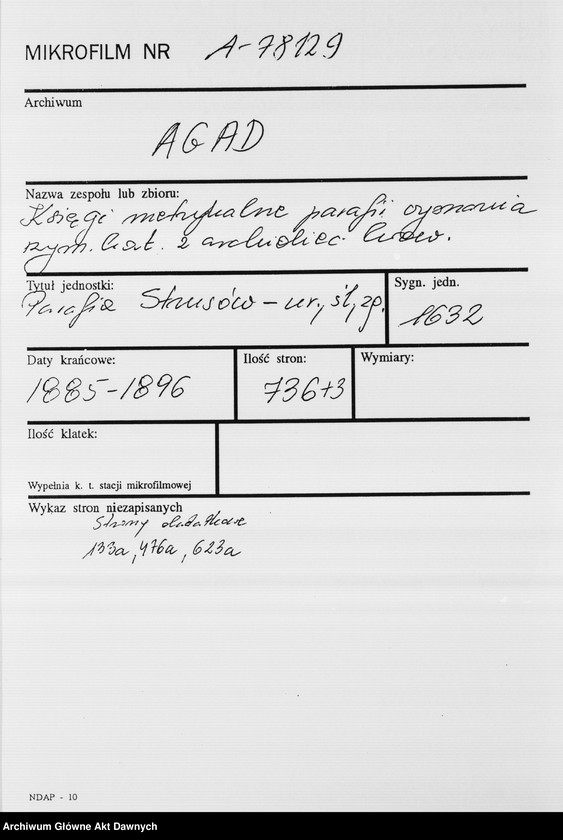 MIKROFILM NR A-78129
Archiwum
AGAD
Nazwa zespołu lub zbioru:
Księgi metrykalne parafii wyznania
rzym. kat. z archidiec. lwow.
Tytuł jednostki:
Parafia Strusów - ur., śl., zg.
Sygn. jedn.
1632
Daty krańcowe:
1885-1896
Ilość stron:
736+3
Wymiary:
Ilość klatek:
Wypełnia k. t. stacji mikrofilmowej
Wykaz stron niezapisanych
Strony dodatkowe
133a, 476a, 623a
NDAP - 10
Archiwum Główne Akt Dawnych